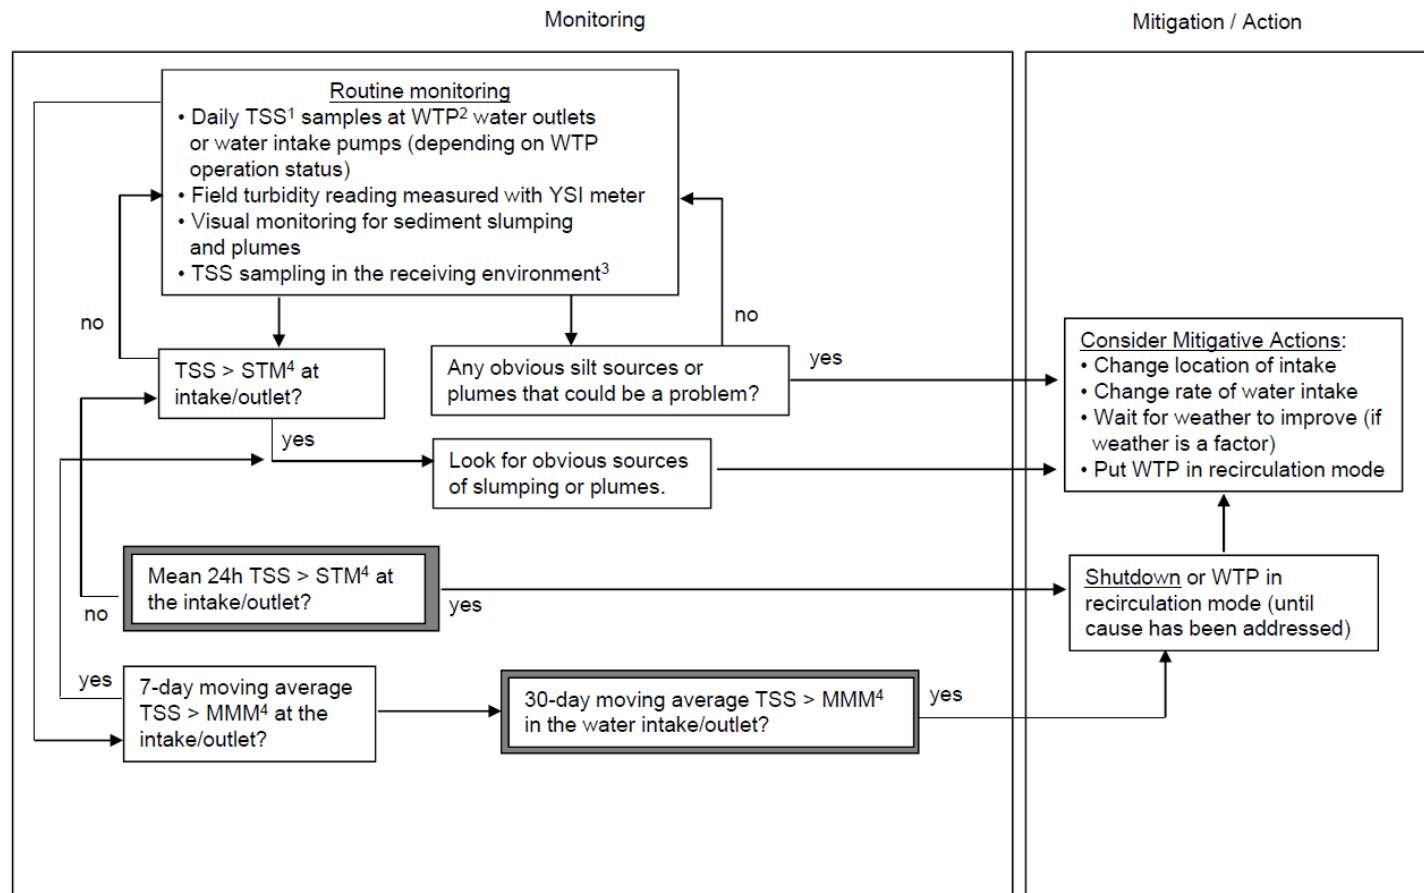 Monitoring
Mitigation / Action
Routine monitoring
• Daily TSS¹ samples at WTP² water outlets
or water intake pumps (depending on WTP
operation status)
• Field turbidity reading measured with YSI meter
• Visual monitoring for sediment slumping
and plumes
• TSS sampling in the receiving environment³
no
no
TSS > STM⁴ at
intake/outlet?
Any obvious silt sources or
plumes that could be a problem?
yes
Consider Mitigative Actions:
• Change location of intake
• Change rate of water intake
• Wait for weather to improve (if
weather is a factor)
• Put WTP in recirculation mode
yes
Look for obvious sources
of slumping or plumes.
Mean 24h TSS > STM⁴ at
the intake/outlet?
no
yes
Shutdown or WTP in
recirculation mode (until
cause has been addressed)
yes
7-day moving average
TSS > MMM⁴ at the
intake/outlet?
30-day moving average TSS > MMM⁴
in the water intake/outlet?
yes